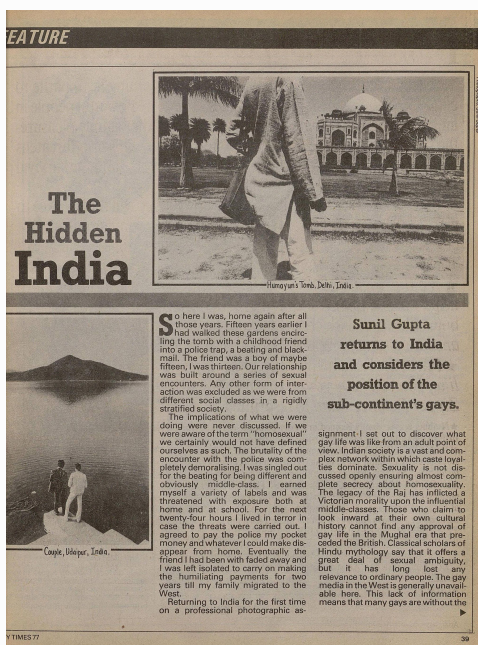 FEATURE
The
Hidden
India
Humayun's Tomb, Delhi, India.
Couple, Udaipur, India.
So here I was, home again after all
those years. Fifteen years earlier I
had walked these gardens encirc-
ling the tomb with a childhood friend
into a police trap, a beating and black-
mail. The friend was a boy of maybe
fifteen, I was thirteen. Our relationship
was built around a series of sexual
encounters. Any other form of inter-
action was excluded as we were from
different social classes in a rigidly
stratified society.
The implications of what we were
doing were never discussed. If we
were aware of the term "homosexual"
we certainly would not have defined
ourselves as such. The brutality of the
encounter with the police was com-
pletely demoralising. I was singled out
for the beating for being different and
obviously middle-class. I earned
myself a variety of labels and was
threatened with exposure both at
home and at school. For the next
twenty-four hours I lived in terror in
case the threats were carried out. I
agreed to pay the police my pocket
money and whatever I could make dis-
appear from home. Eventually the
friend I had been with faded away and
I was left isolated to carry on making
the humiliating payments for two
years till my family migrated to the
West.
Returning to India for the first time
on a professional photographic as-
Sunil Gupta
returns to India
and considers the
position of the
sub-continent's gays.
signment I set out to discover what
gay life was like from an adult point of
view. Indian society is a vast and com-
plex network within which caste loyal-
ties dominate. Sexuality is not dis-
cussed openly ensuring almost com-
plete secrecy about homosexuality.
The legacy of the Raj has inflicted a
Victorian morality upon the influential
middle-classes. Those who claim to
look inward at their own cultural
history cannot find any approval of
gay life in the Mughal era that pre-
ceded the British. Classical scholars of
Hindu mythology say that it offers a
great deal of sexual ambiguity,
but it has long lost any
relevance to ordinary people. The gay
media in the West is generally unavail-
able here. This lack of information
means that many gays are without the
Y TIMES 77
39